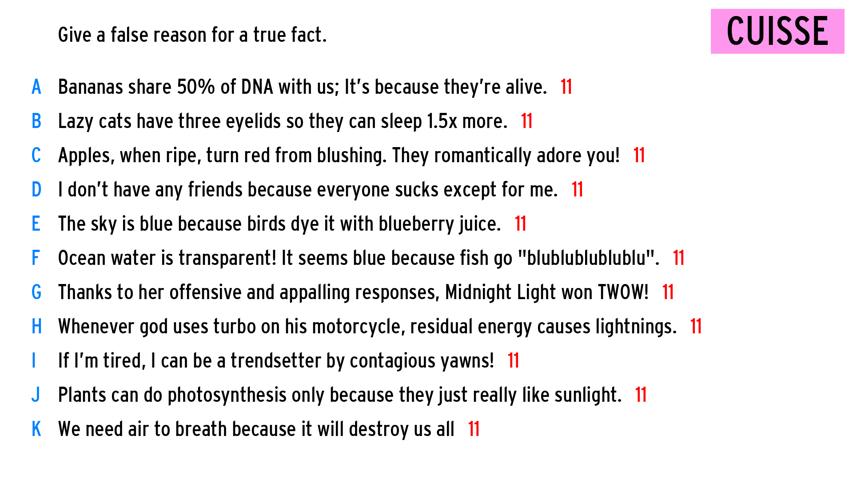 Give a false reason for a true fact.
CUISSE
A Bananas share 50% of DNA with us; It's because they're alive. 11
B Lazy cats have three eyelids so they can sleep 1.5x more. 11
C Apples, when ripe, turn red from blushing. They romantically adore you! 11
D I don't have any friends because everyone sucks except for me. 11
E The sky is blue because birds dye it with blueberry juice. 11
F Ocean water is transparent! It seems blue because fish go "blublublublublu". 11
G Thanks to her offensive and appalling responses, Midnight Light won TWOW! 11
H Whenever god uses turbo on his motorcycle, residual energy causes lightnings. 11
I If I'm tired, I can be a trendsetter by contagious yawns! 11
J Plants can do photosynthesis only because they just really like sunlight. 11
K We need air to breath because it will destroy us all 11